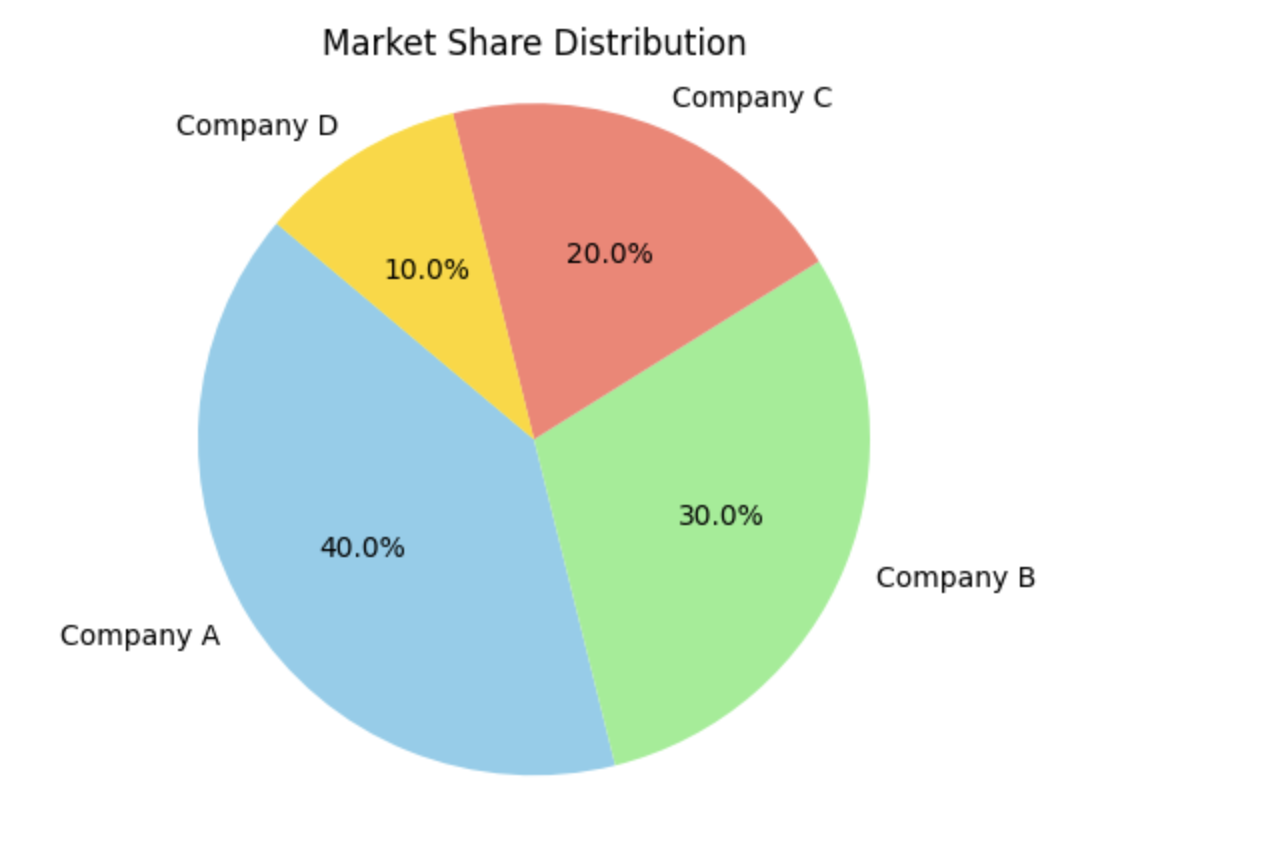 Market Share Distribution
Company C
Company D
20.0%
10.0%
30.0%
40.0%
Company B
Company A